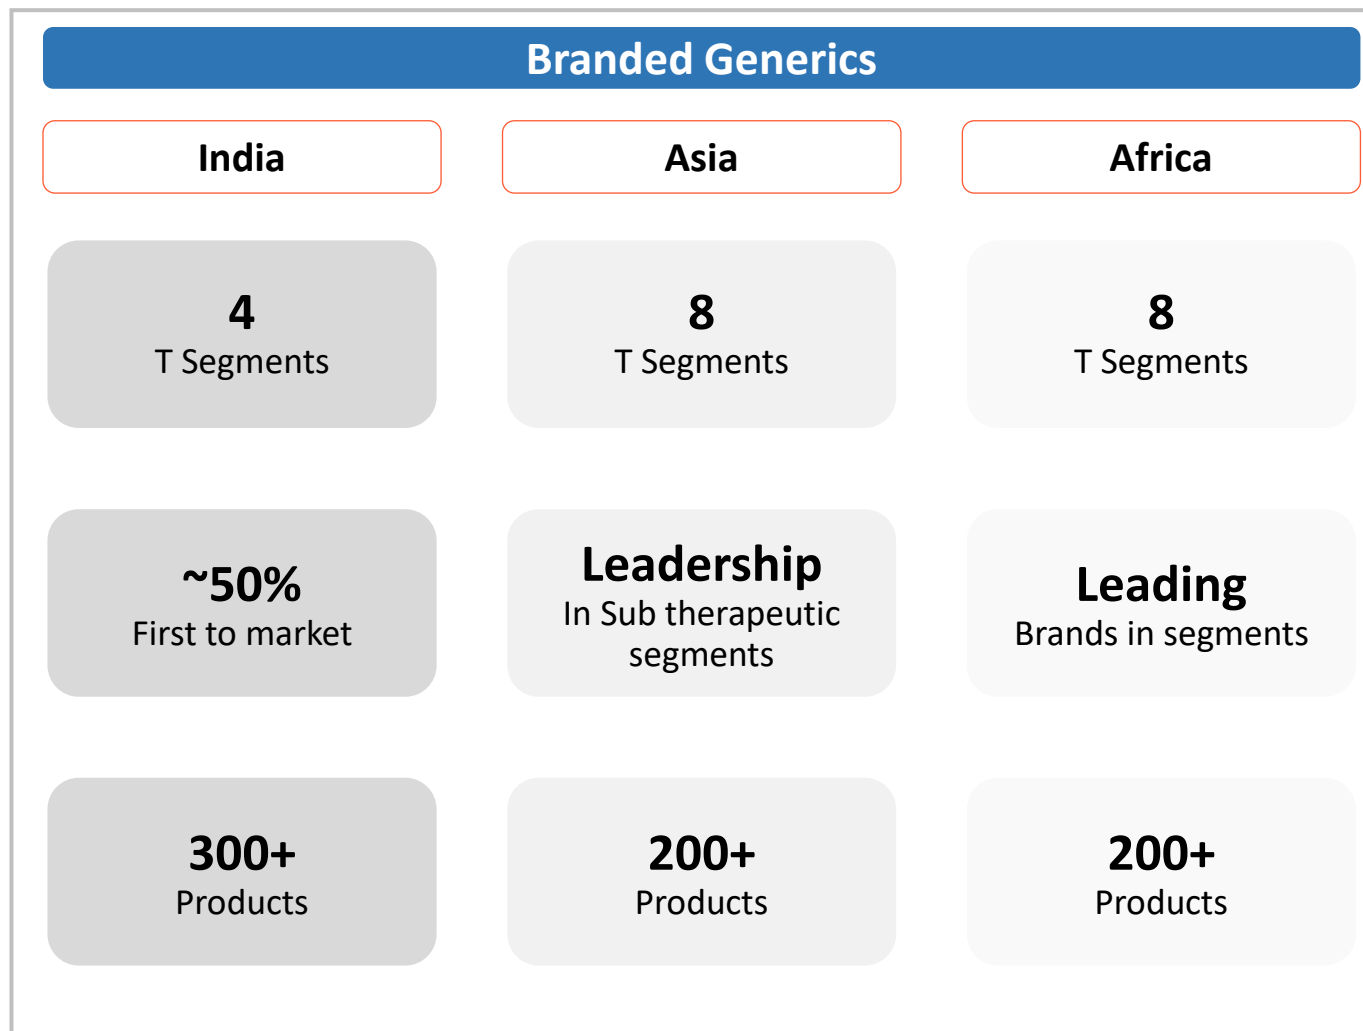 Branded Generics
India
Asia
Africa
4
T Segments
8
T Segments
8
T Segments
~50%
First to market
Leadership
In Sub therapeutic
segments
Leading
Brands in segments
300+
Products
200+
Products
200+
Products